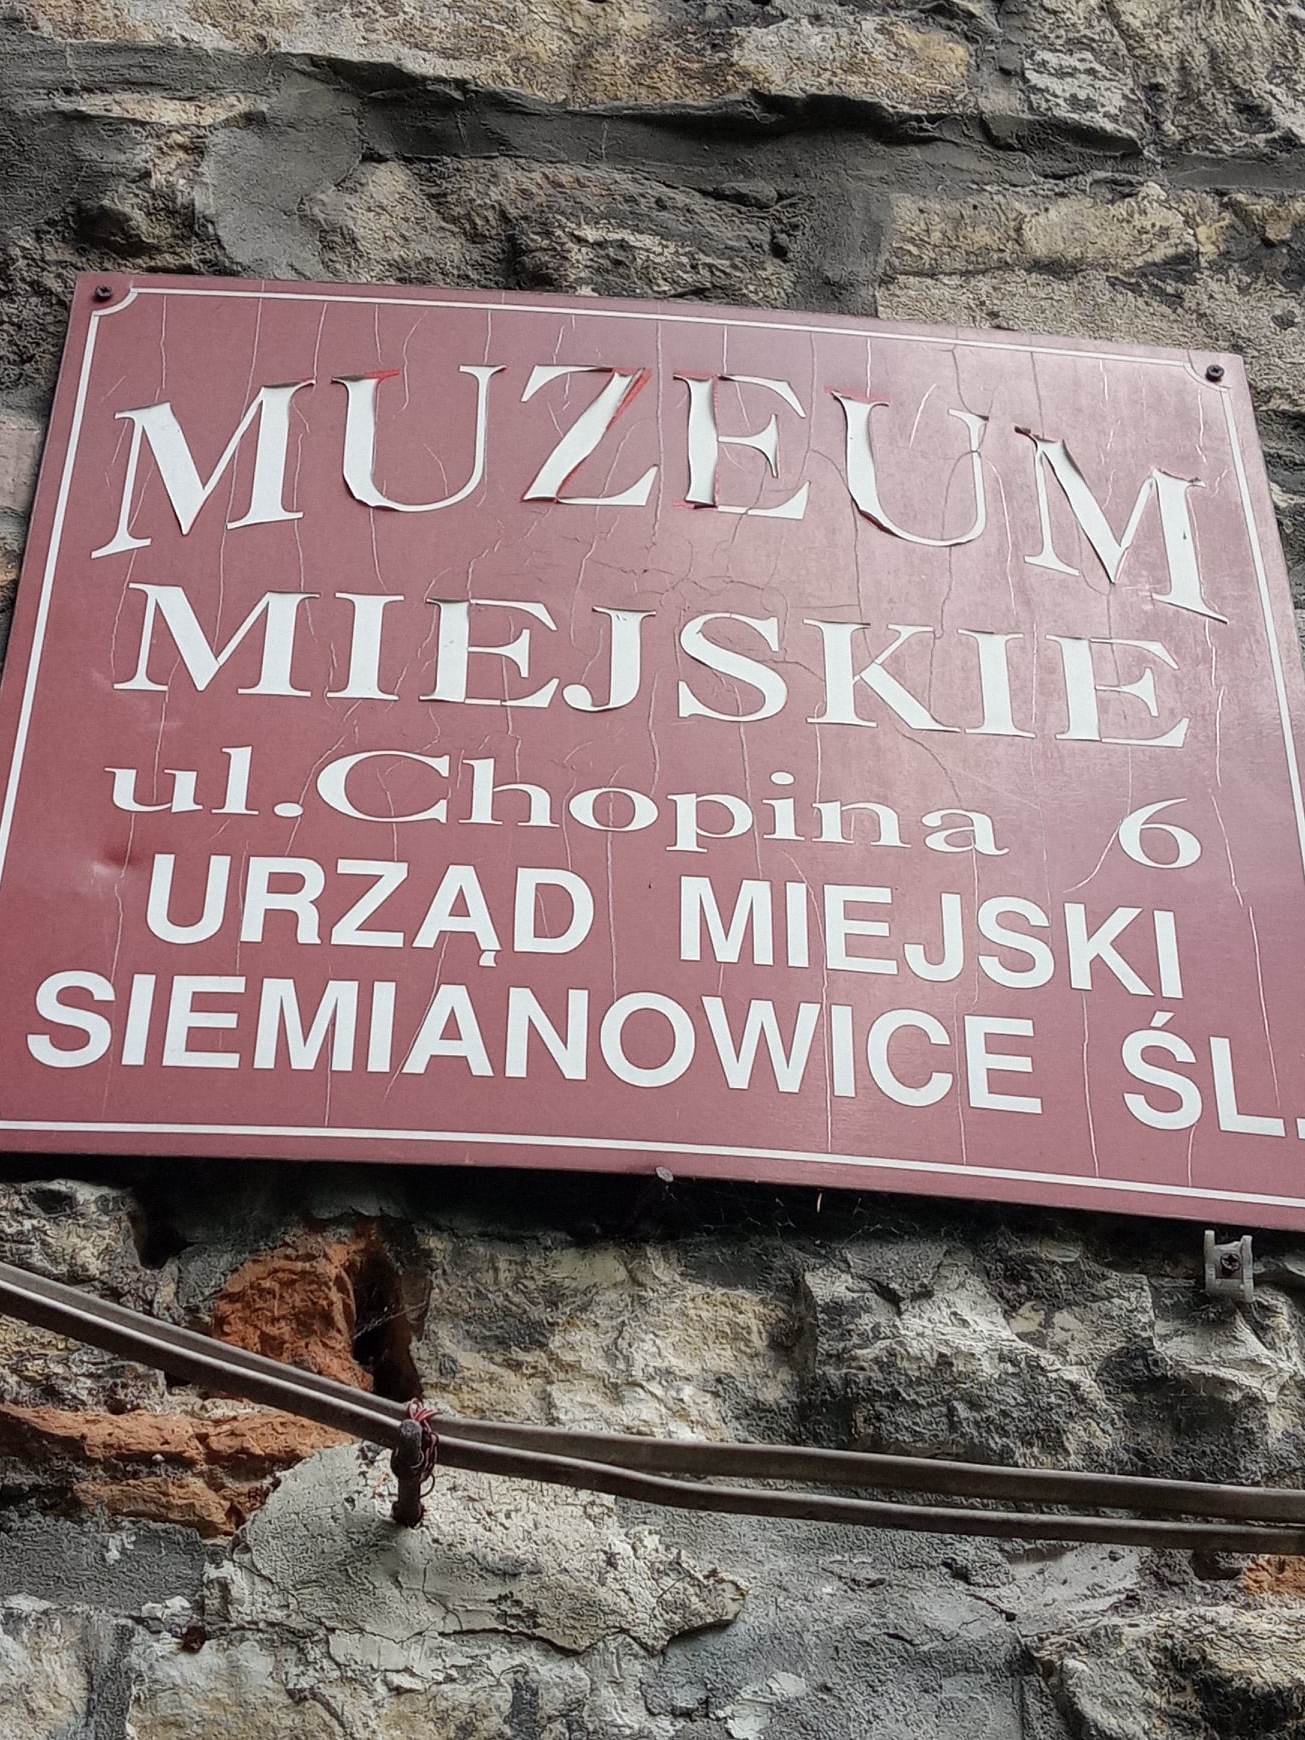 MUZEUM
MIEJSKIE
ul.Chopina 6
URZĄD MIEJSKI
SIEMIANOWICE ŚL.